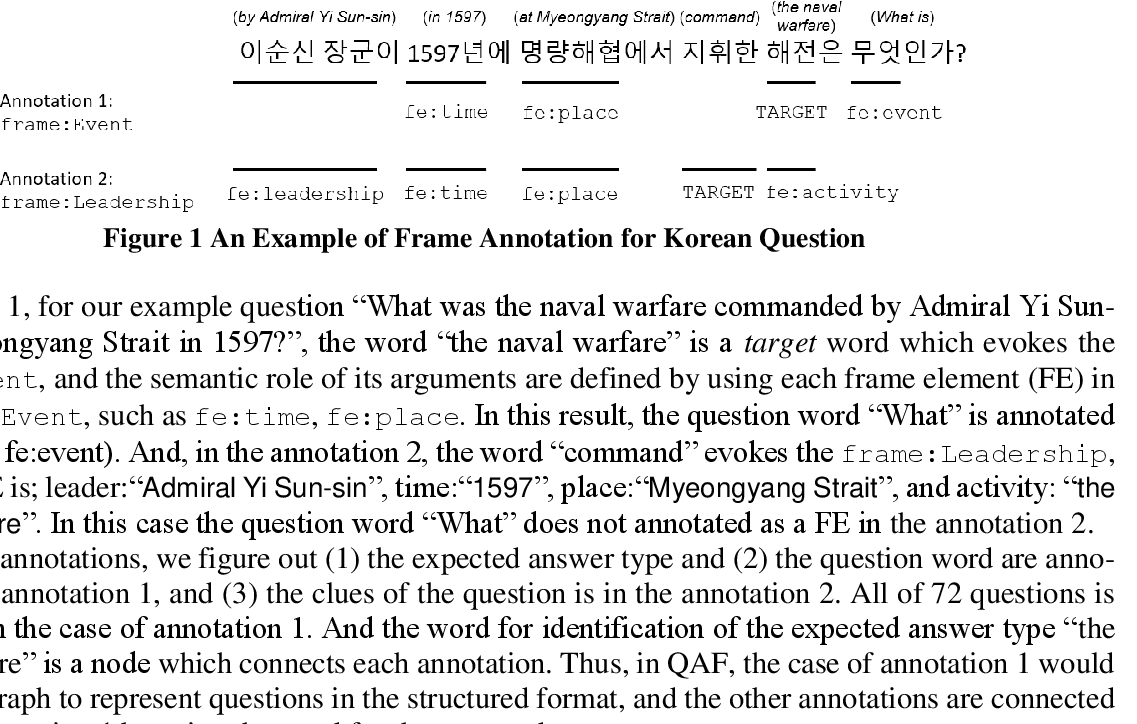 (by Admiral Yi Sun-sin) (in 1597) (at Myeongyang Strait) (command) (the naval warfare) (What is)
이순신 장군이 1597년에 명량해협에서 지휘한 해전은 무엇인가?
Annotation 1:
frame:Event
fe:time fe:place TARGET fe:event
Annotation 2:
frame:Leadership
fe:leadership fe:time fe:place TARGET fe:activity
Figure 1 An Example of Frame Annotation for Korean Question
1, for our example question “What was the naval warfare commanded by Admiral Yi Sun-
ongyang Strait in 1597?”, the word “the naval warfare” is a target word which evokes the
ent, and the semantic role of its arguments are defined by using each frame element (FE) in
Event, such as fe:time, fe:place. In this result, the question word “What” is annotated
fe:event). And, in the annotation 2, the word “command” evokes the frame:Leadership,
E is; leader:“Admiral Yi Sun-sin”, time:“1597”, place:“Myeongyang Strait”, and activity: “the
re”. In this case the question word “What” does not annotated as a FE in the annotation 2.
annotations, we figure out (1) the expected answer type and (2) the question word are anno-
annotation 1, and (3) the clues of the question is in the annotation 2. All of 72 questions is
n the case of annotation 1. And the word for identification of the expected answer type “the
re” is a node which connects each annotation. Thus, in QAF, the case of annotation 1 would
raph to represent questions in the structured format, and the other annotations are connected